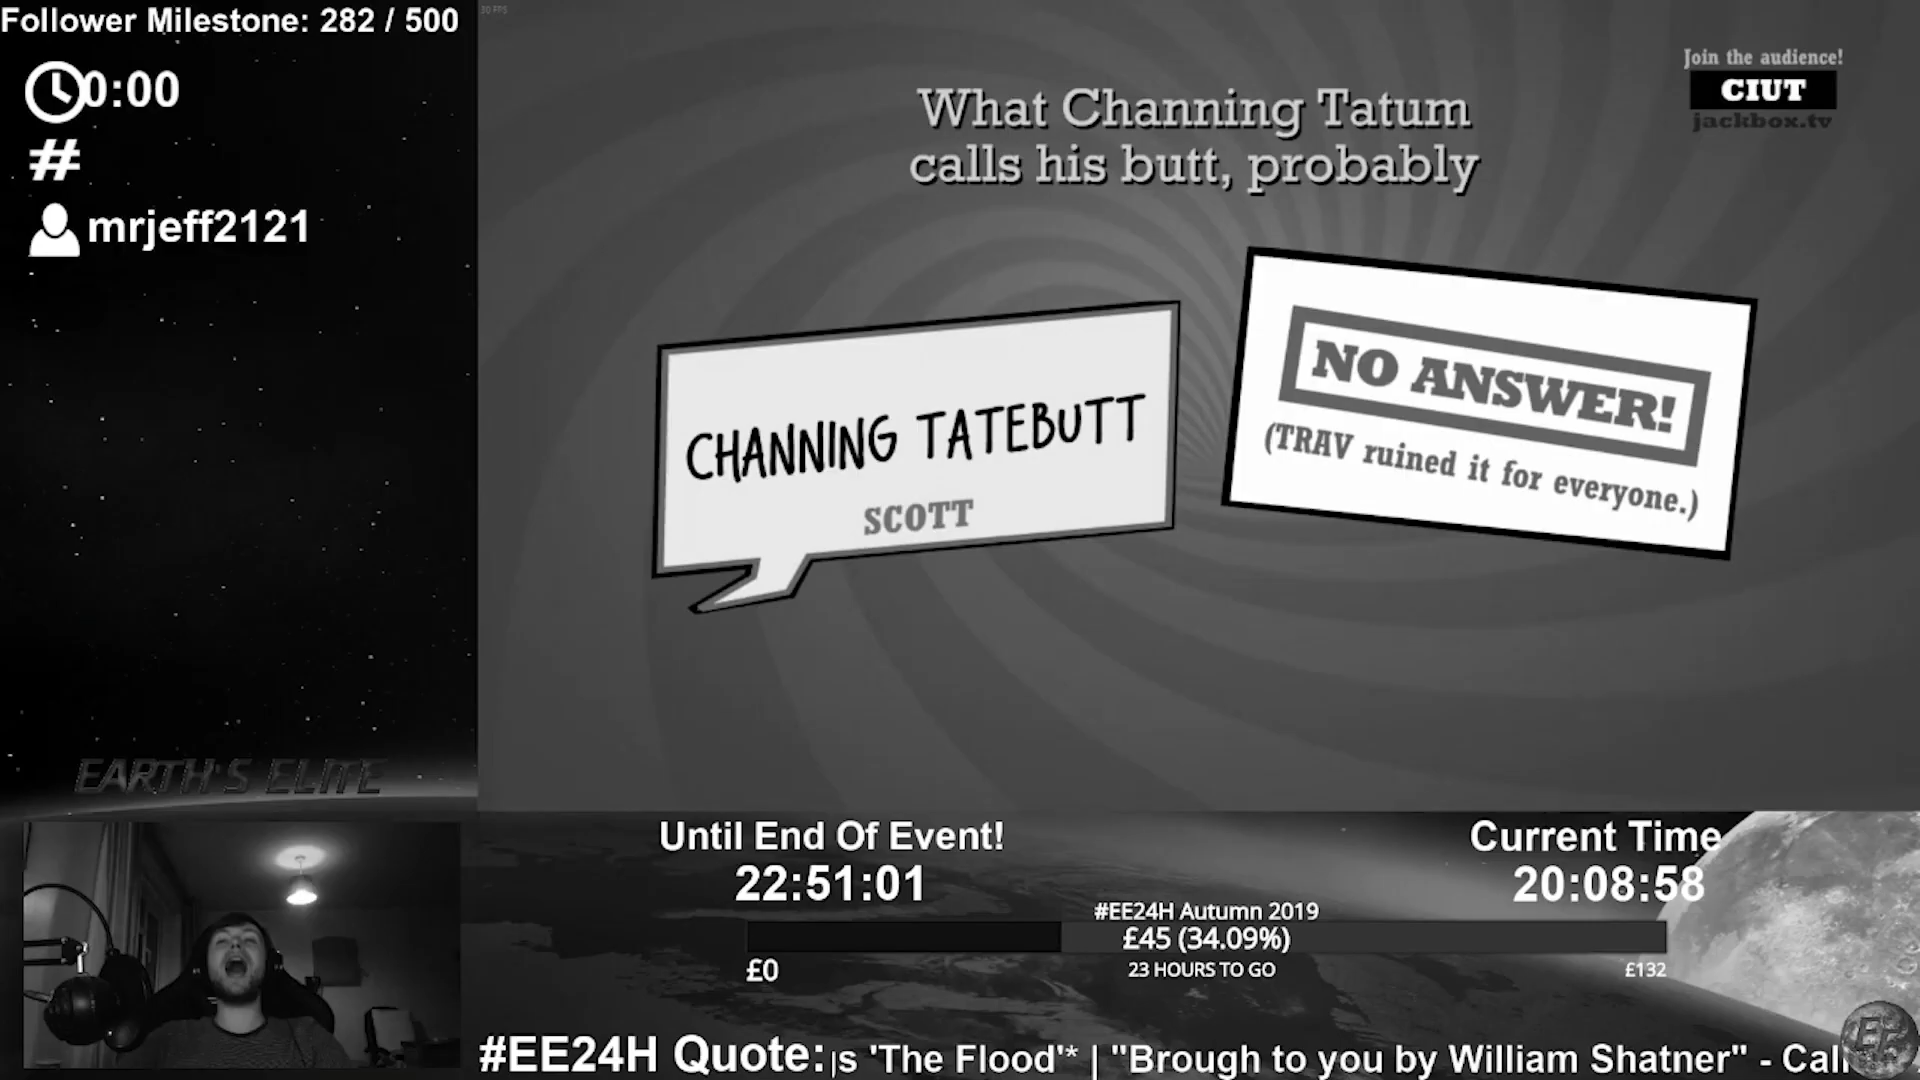 Follower Milestone: 282 / 500
30 FPS
0:00
#
mrjeff2121
Join the audience!
CIUT
jackbox.tv
What Channing Tatum
calls his butt, probably
CHANNING TATEBUTT
SCOTT
NO ANSWER!
(TRAV ruined it for everyone.)
EARTH'S ELITE
Until End Of Event!
22:51:01
Current Time
20:08:58
#EE24H Autumn 2019
£45 (34.09%)
£0
23 HOURS TO GO
£132
#EE24H Quote: s 'The Flood'* | "Brough to you by William Shatner" - Call
EE